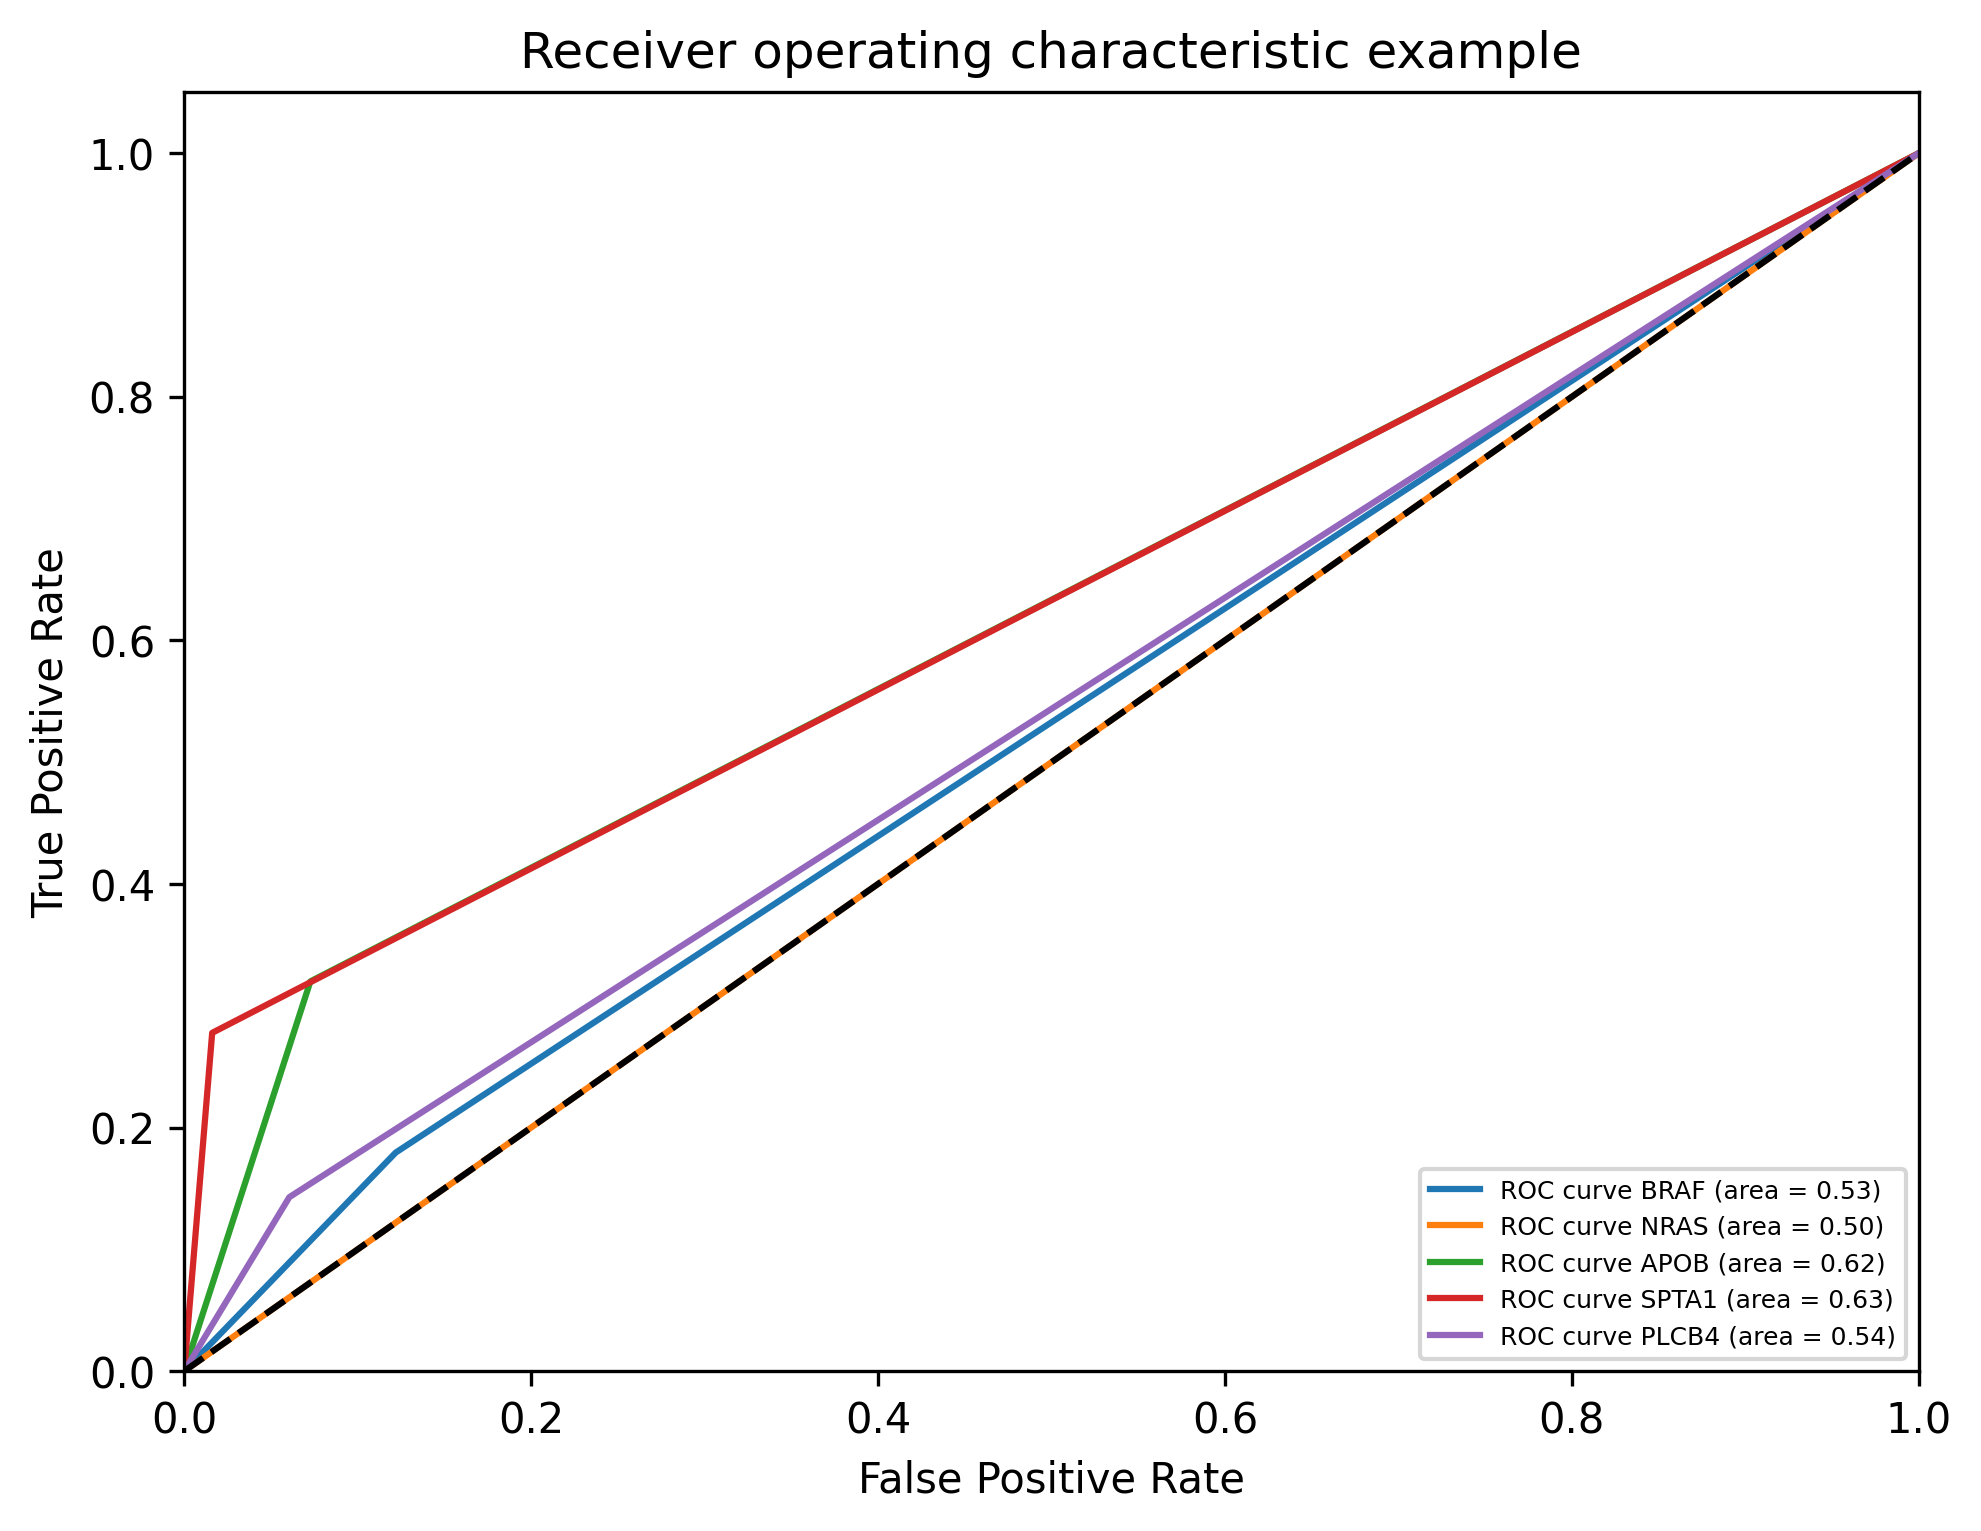 Receiver operating characteristic example
1.0
0.8
0.6
0.4
0.2
0.0
True Positive Rate
0.0 0.2 0.4 0.6 0.8 1.0
False Positive Rate
ROC curve BRAF (area = 0.53)
ROC curve NRAS (area = 0.50)
ROC curve APOB (area = 0.62)
ROC curve SPTA1 (area = 0.63)
ROC curve PLCB4 (area = 0.54)